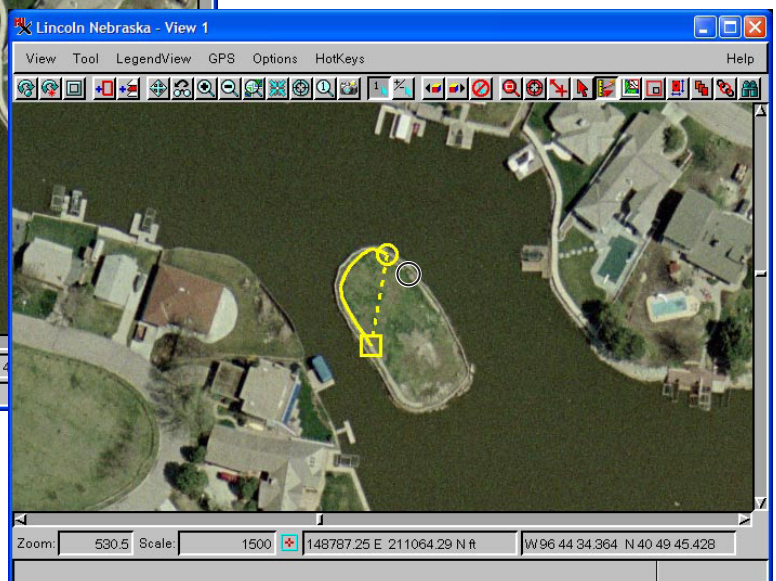 Lincoln Nebraska - View 1
View Tool LegendView GPS Options HotKeys Help
Zoom: 530.5 Scale: 1500 148787.25 E 211064.29 N ft W 96 44 34.364 N 40 49 45.428